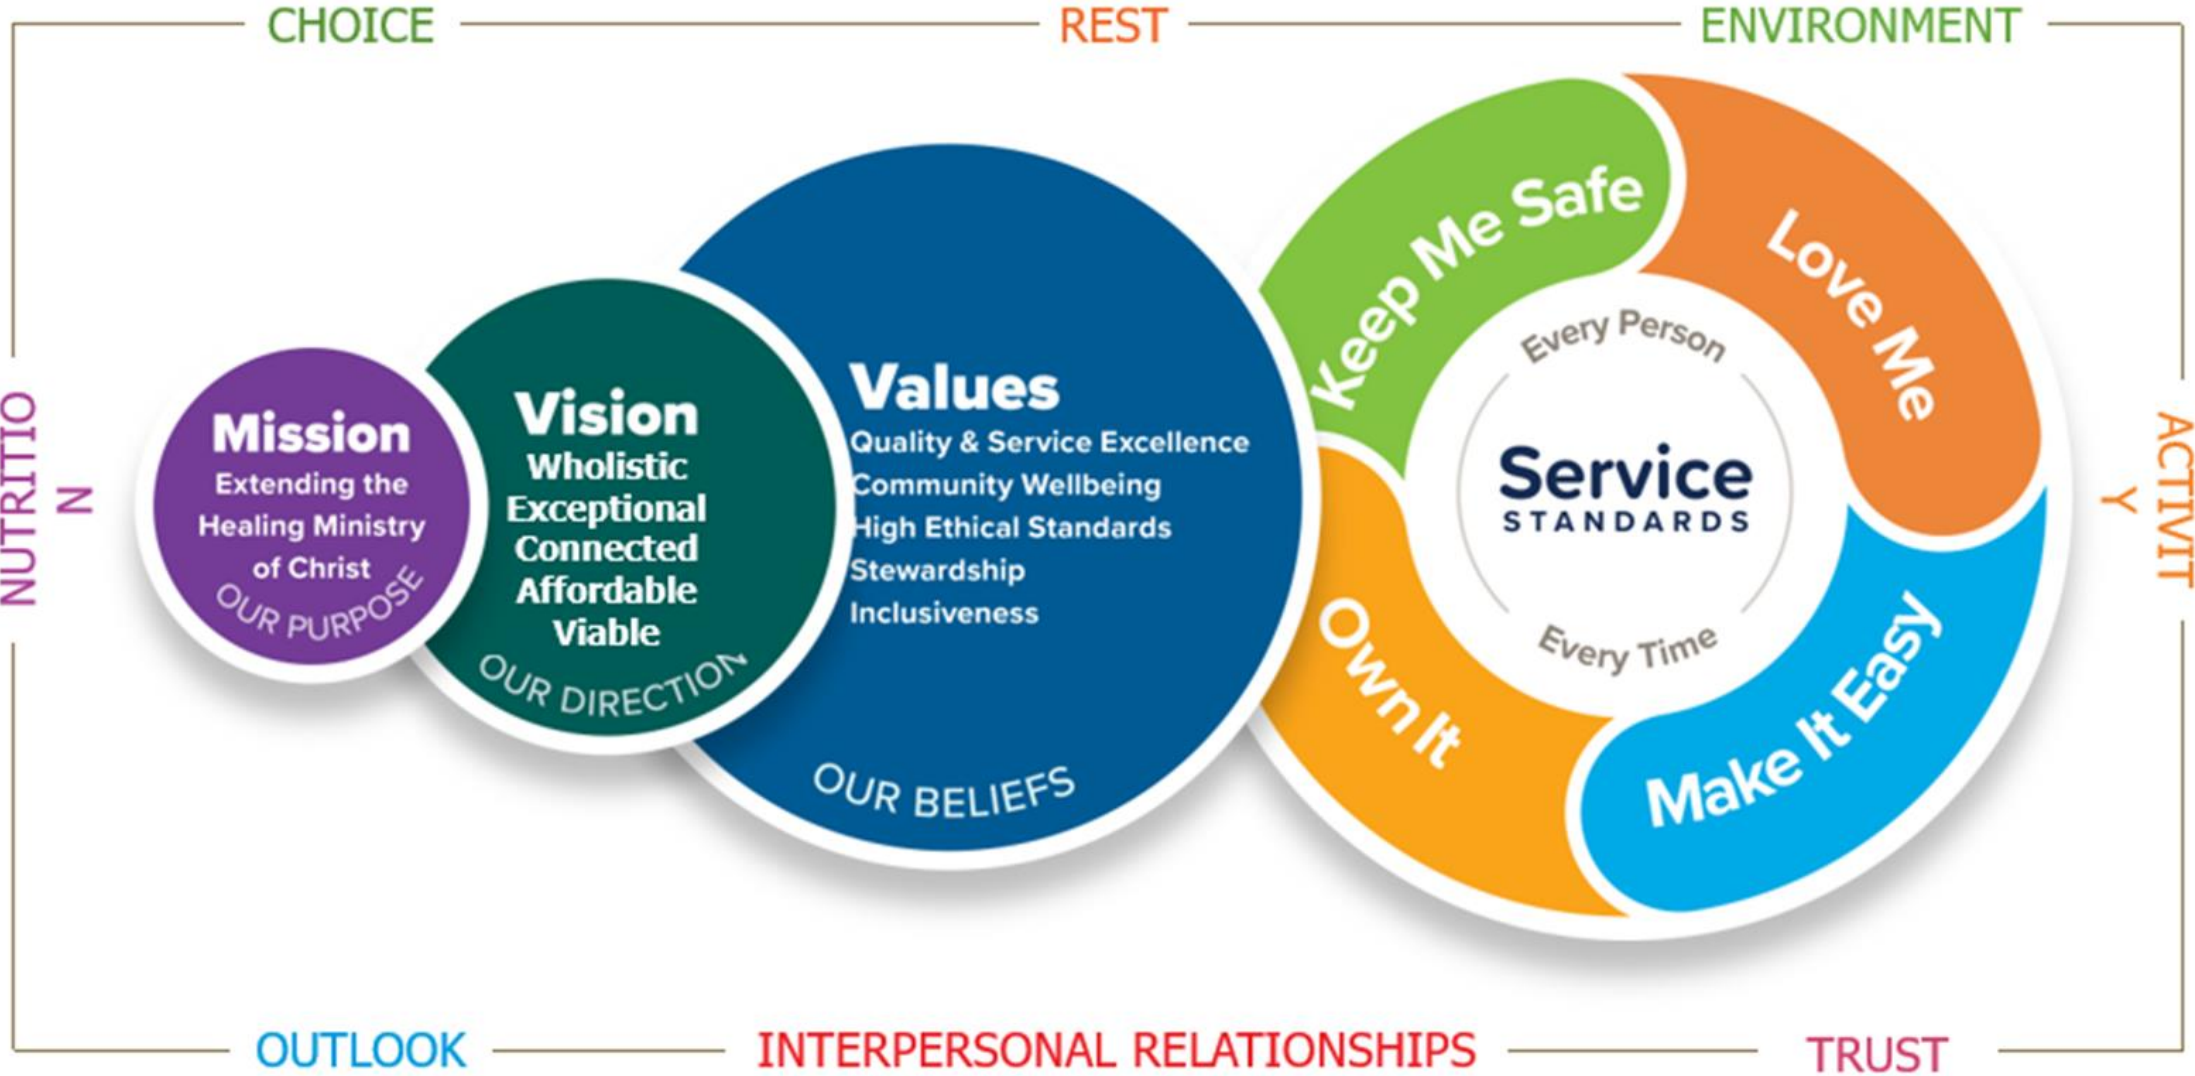 CHOICE
REST
ENVIRONMENT
NUTRITIO
N
Mission
Extending the
Healing Ministry
of Christ
OUR PURPOSE
Vision
Wholistic
Exceptional
Connected
Affordable
Viable
OUR DIRECTION
Values
Quality & Service Excellence
Community Wellbeing
High Ethical Standards
Stewardship
Inclusiveness
OUR BELIEFS
Keep Me Safe
Love Me
Every Person
Service
STANDARDS
Every Time
Own It
Make It Easy
ACTIVIT
Y
OUTLOOK
INTERPERSONAL RELATIONSHIPS
TRUST